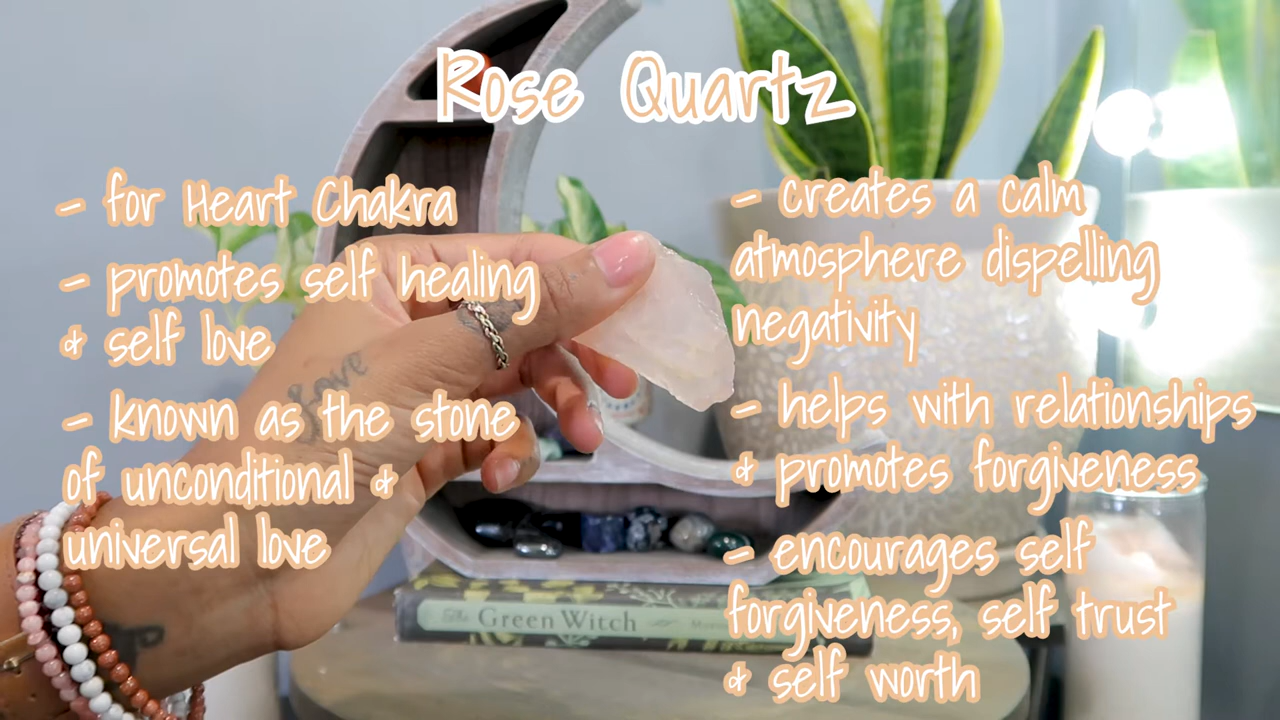 Rose Quartz
- for Heart Chakra
- promotes self healing
& self love
- known as the stone
of unconditional &
universal love
- creates a calm
atmosphere dispelling
negativity
- helps with relationships
& promotes forgiveness
- encourages self
forgiveness, self trust
& self worth
Love
The Green Witch